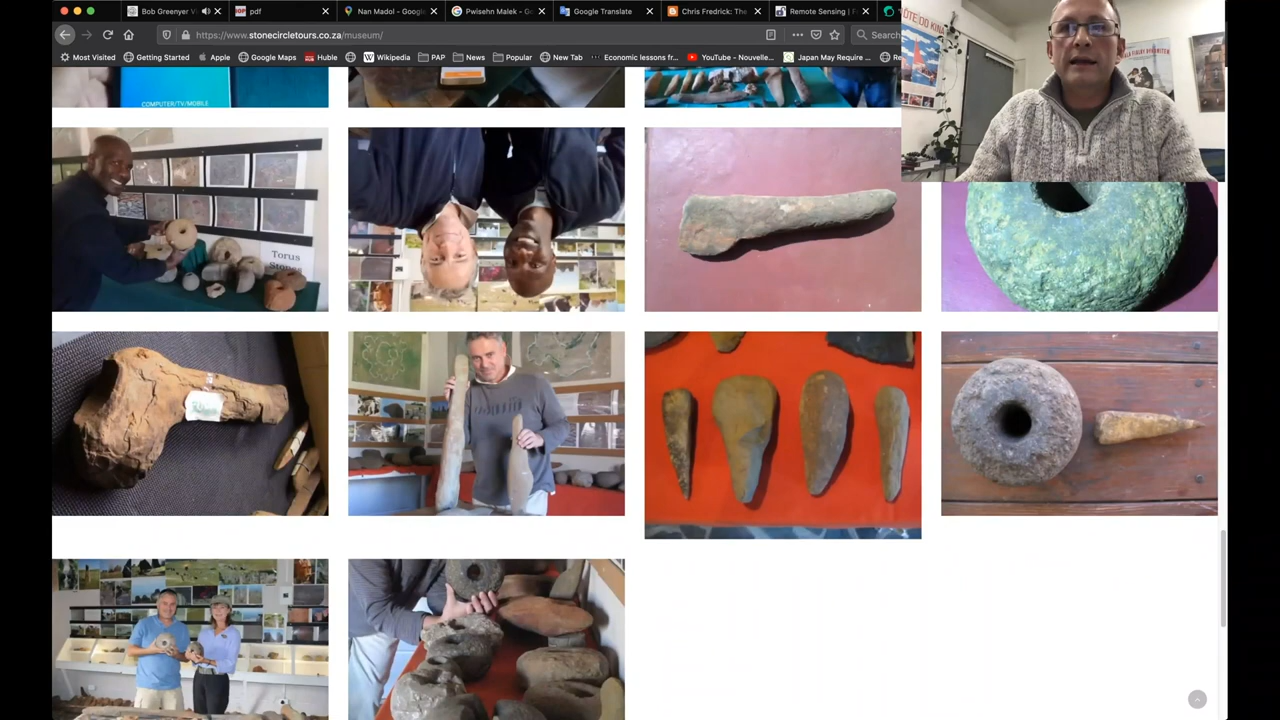 Bob Greenyer V
pdf
Nan Madol - Googl
Pwisehn Malek - G
Google Translate
Chris Fredrick: The
Remote Sensing | F
https://www.stonecircletours.co.za/museum/
Search
Most Visited
Getting Started
Apple
Google Maps
Huble
Wikipedia
PAP
News
Popular
New Tab
Economic lessons fr...
YouTube - Nouvelle...
Japan May Require ...
Re
COMPUTER/TV/MOBILE
Torus
Stones